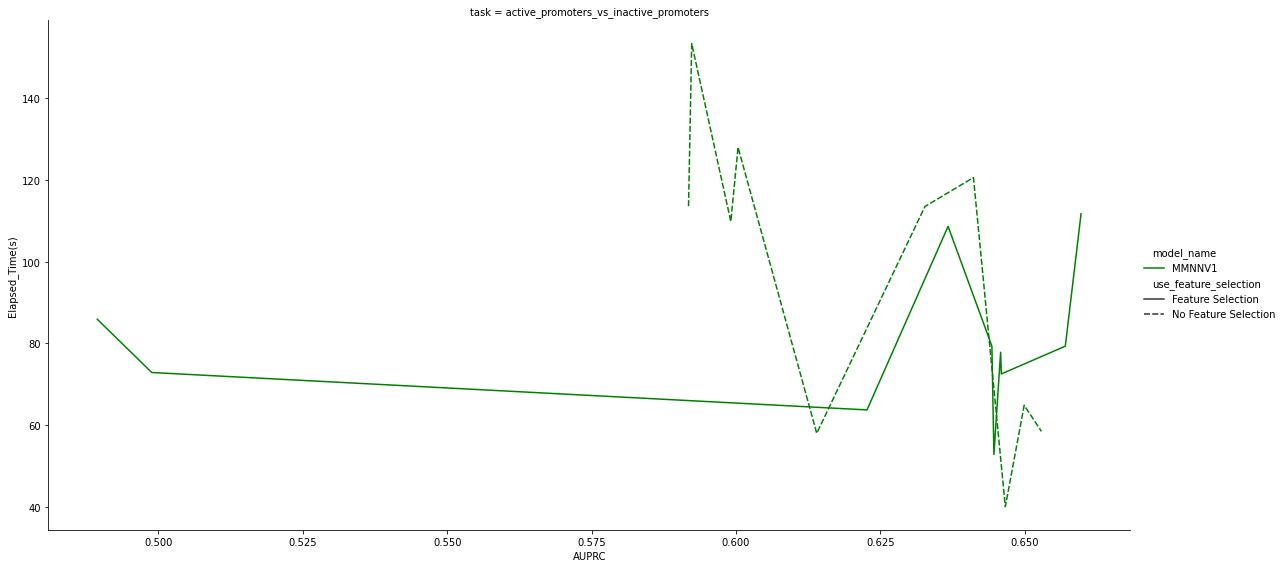 task = active_promoters_vs_inactive_promoters
140
120
100
80
60
40
Elapsed_Time(s)
0.500
0.525
0.550
0.575
0.600
0.625
0.650
AUPRC
model_name
MMNNV1
use_feature_selection
Feature Selection
No Feature Selection